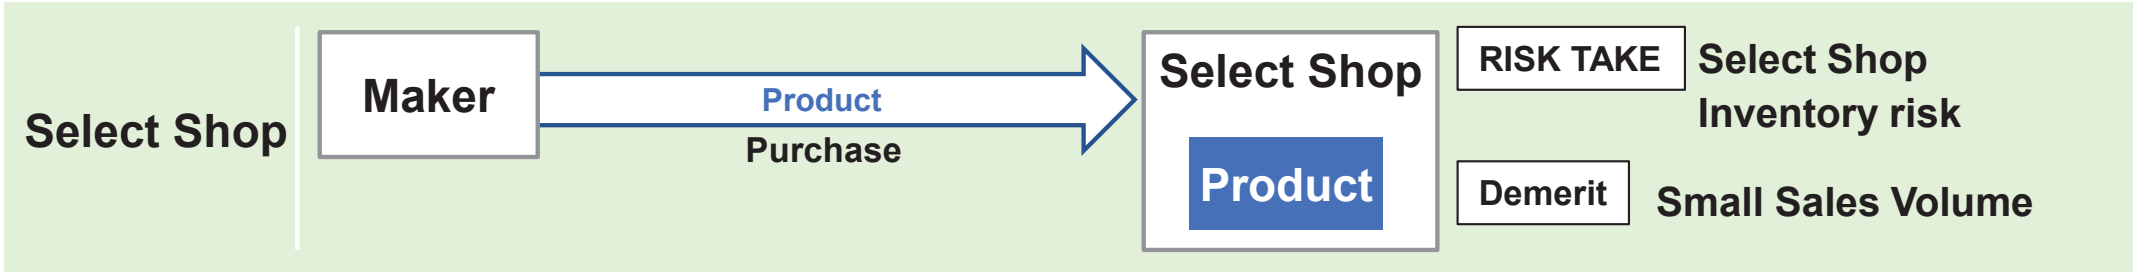 Select Shop
Maker
Product
Purchase
Select Shop
Product
RISK TAKE
Select Shop
Inventory risk
Demerit
Small Sales Volume